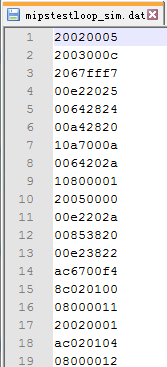 mipstestloop_sim.dat
1 20020005
2 2003000c
3 2067fff7
4 00e22025
5 00642824
6 00a42820
7 10a7000a
8 0064202a
9 10800001
10 20050000
11 00e2202a
12 00853820
13 00e23822
14 ac6700f4
15 8c020100
16 08000011
17 20020001
18 ac020104
19 08000012